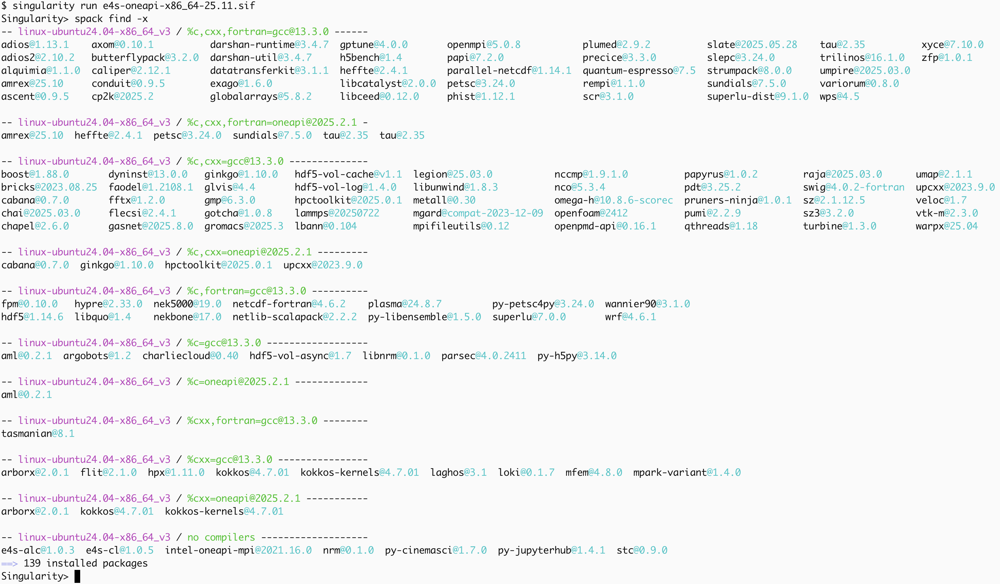 $ singularity run e4s-oneapi-x86_64-25.11.sif
Singularity> spack find -x
-- linux-ubuntu24.04-x86_64_v3 / %c,cxx,fortran=gcc@13.3.0 ------
adios@1.13.1    axom@0.10.1          darshan-runtime@3.4.7  gptune@4.0.0       openmpi@5.0.8           plumed@2.9.2          slate@2025.05.28    tau@2.35          xyce@7.10.0
adios2@2.10.2   butterflypack@3.2.0  darshan-util@3.4.7     h5bench@1.4        papi@7.2.0              precice@3.3.0         slepc@3.24.0        trilinos@16.1.0   zfp@1.0.1
alquimia@1.1.0  caliper@2.12.1       datatransferkit@3.1.1  heffte@2.4.1       parallel-netcdf@1.14.1  quantum-espresso@7.5  strumpack@8.0.0     umpire@2025.03.0
amrex@25.10     conduit@0.9.5        exago@1.6.0            libcatalyst@2.0.0  petsc@3.24.0            rempi@1.1.0           sundials@7.5.0      variorum@0.8.0
ascent@0.9.5    cp2k@2025.2          globalarrays@5.8.2     libceed@0.12.0     phist@1.12.1            scr@3.1.0             superlu-dist@9.1.0  wps@4.5
-- linux-ubuntu24.04-x86_64_v3 / %c,cxx,fortran=oneapi@2025.2.1 -
amrex@25.10  heffte@2.4.1  petsc@3.24.0  sundials@7.5.0  tau@2.35  tau@2.35
-- linux-ubuntu24.04-x86_64_v3 / %c,cxx=gcc@13.3.0 --------------
boost@1.88.0       dyninst@13.0.0   ginkgo@1.10.0   hdf5-vol-cache@v1.1  legion@25.03.0           nccmp@1.9.1.0          papyrus@1.0.2        raja@2025.03.0      umap@2.1.1
bricks@2023.08.25  faodel@1.2108.1  glvis@4.4       hdf5-vol-log@1.4.0   libunwind@1.8.3          nco@5.3.4              pdt@3.25.2           swig@4.0.2-fortran  upcxx@2023.9.0
cabana@0.7.0       fftx@1.2.0       gmp@6.3.0       hpctoolkit@2025.0.1  metall@0.30              omega-h@10.8.6-scorec  pruners-ninja@1.0.1  sz@2.1.12.5         veloc@1.7
chai@2025.03.0     flecsi@2.4.1     gotcha@1.0.8    lammps@20250722      mgard@compat-2023-12-09  openfoam@2412          pumi@2.2.9           sz3@3.2.0           vtk-m@2.3.0
chapel@2.6.0       gasnet@2025.8.0  gromacs@2025.3  lbann@0.104          mpifileutils@0.12        openpmd-api@0.16.1     qthreads@1.18        turbine@1.3.0       warpx@25.04
-- linux-ubuntu24.04-x86_64_v3 / %c,cxx=oneapi@2025.2.1 ---------
cabana@0.7.0  ginkgo@1.10.0  hpctoolkit@2025.0.1  upcxx@2023.9.0
-- linux-ubuntu24.04-x86_64_v3 / %c,fortran=gcc@13.3.0 ----------
fpm@0.10.0   hypre@2.33.0  nek5000@19.0  netcdf-fortran@4.6.2    plasma@24.8.7         py-petsc4py@3.24.0  wannier90@3.1.0
hdf5@1.14.6  libquo@1.4    nekbone@17.0  netlib-scalapack@2.2.2  py-libensemble@1.5.0  superlu@7.0.0       wrf@4.6.1
-- linux-ubuntu24.04-x86_64_v3 / %c=gcc@13.3.0 ------------------
aml@0.2.1  argobots@1.2  charliecloud@0.40  hdf5-vol-async@1.7  libnrm@0.1.0  parsec@4.0.2411  py-h5py@3.14.0
-- linux-ubuntu24.04-x86_64_v3 / %c=oneapi@2025.2.1 -------------
aml@0.2.1
-- linux-ubuntu24.04-x86_64_v3 / %cxx,fortran=gcc@13.3.0 --------
tasmanian@8.1
-- linux-ubuntu24.04-x86_64_v3 / %cxx=gcc@13.3.0 ----------------
arborx@2.0.1  flit@2.1.0  hpx@1.11.0  kokkos@4.7.01  kokkos-kernels@4.7.01  laghos@3.1  loki@0.1.7  mfem@4.8.0  mpark-variant@1.4.0
-- linux-ubuntu24.04-x86_64_v3 / %cxx=oneapi@2025.2.1 -----------
arborx@2.0.1  kokkos@4.7.01  kokkos-kernels@4.7.01
-- linux-ubuntu24.04-x86_64_v3 / no compilers -------------------
e4s-alc@1.0.3  e4s-cl@1.0.5  intel-oneapi-mpi@2021.16.0  nrm@0.1.0  py-cinemasci@1.7.0  py-jupyterhub@1.4.1  stc@0.9.0
==> 139 installed packages
Singularity>